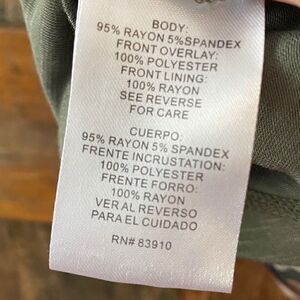 BODY:
95% RAYON 5%SPANDEX
FRONT OVERLAY:
100% POLYESTER
FRONT LINING:
100% RAYON
SEE REVERSE
FOR CARE
CUERPO:
95% RAYON 5% SPANDEX
FRENTE INCRUSTATION:
100% POLYESTER
FRENTE FORRO:
100% RAYON
VER AL REVERSO
PARA EL CUIDADO
RN# 83910